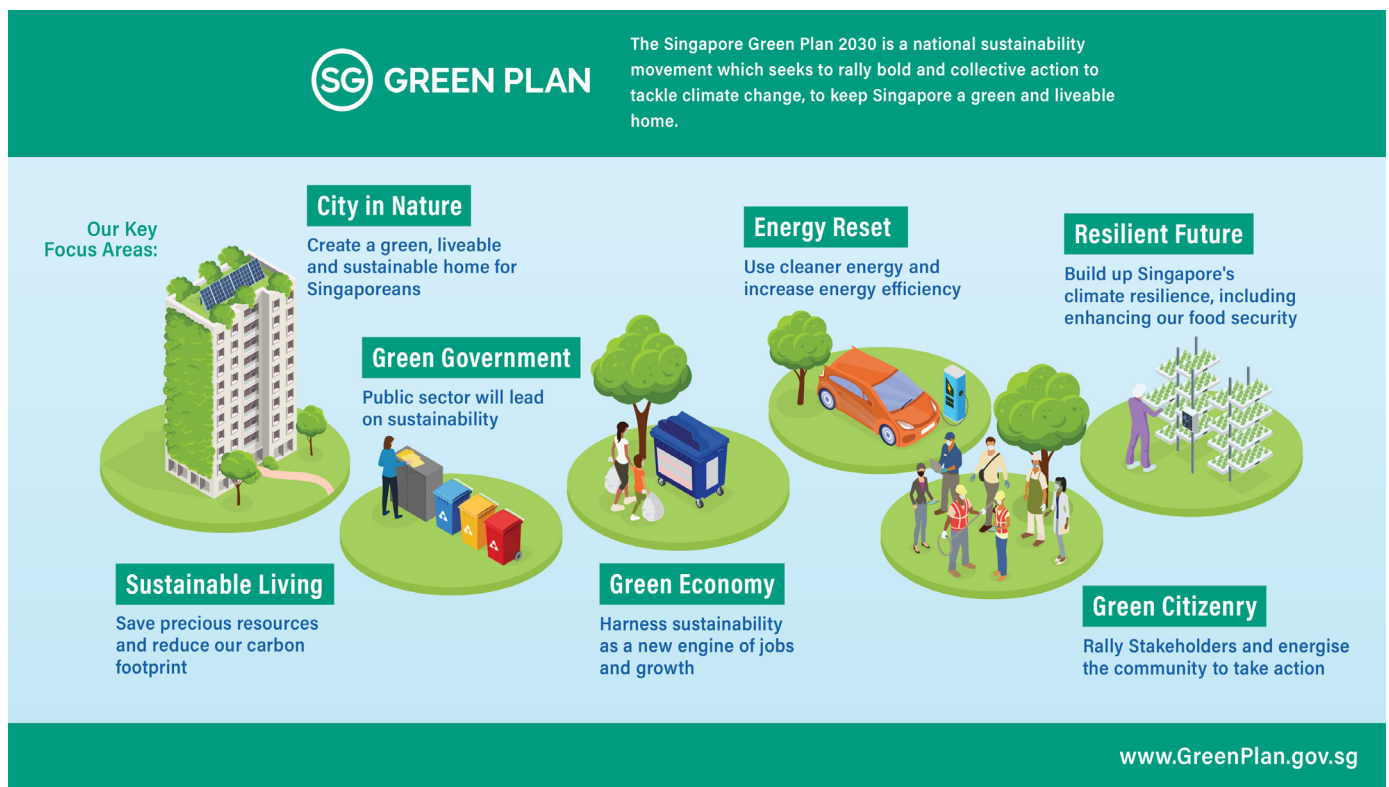 SG GREEN PLAN
The Singapore Green Plan 2030 is a national sustainability
movement which seeks to rally bold and collective action to
tackle climate change, to keep Singapore a green and liveable
home.
Our Key
Focus Areas:
City in Nature
Create a green, liveable
and sustainable home for
Singaporeans
Green Government
Public sector will lead
on sustainability
Energy Reset
Use cleaner energy and
increase energy efficiency
Resilient Future
Build up Singapore's
climate resilience, including
enhancing our food security
Sustainable Living
Save precious resources
and reduce our carbon
footprint
Green Economy
Harness sustainability
as a new engine of jobs
and growth
Green Citizenry
Rally Stakeholders and energise
the community to take action
www.GreenPlan.gov.sg